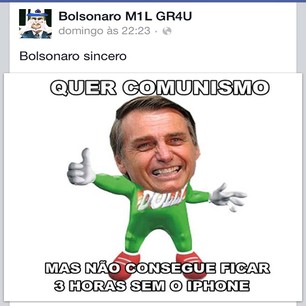 Bolsonaro M1L GR4U
domingo às 22:23 ·
Bolsonaro sincero
QUER COMUNISMO
DOLLY
MAS NÃO CONSEGUE FICAR
3 HORAS SEM O IPHONE